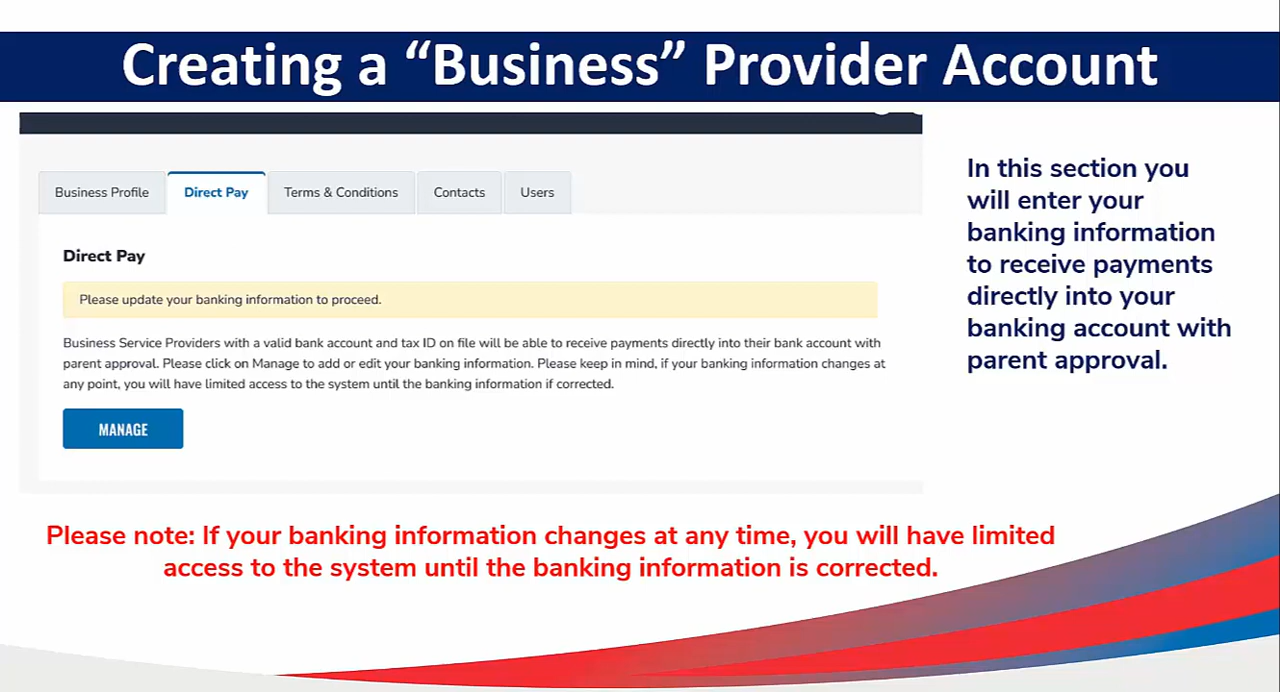 Creating a “Business” Provider Account
Business Profile
Direct Pay
Terms & Conditions
Contacts
Users
Direct Pay
Please update your banking information to proceed.
Business Service Providers with a valid bank account and tax ID on file will be able to receive payments directly into their bank account with
parent approval. Please click on Manage to add or edit your banking information. Please keep in mind, if your banking information changes at
any point, you will have limited access to the system until the banking information if corrected.
MANAGE
In this section you
will enter your
banking information
to receive payments
directly into your
banking account with
parent approval.
Please note: If your banking information changes at any time, you will have limited
access to the system until the banking information is corrected.